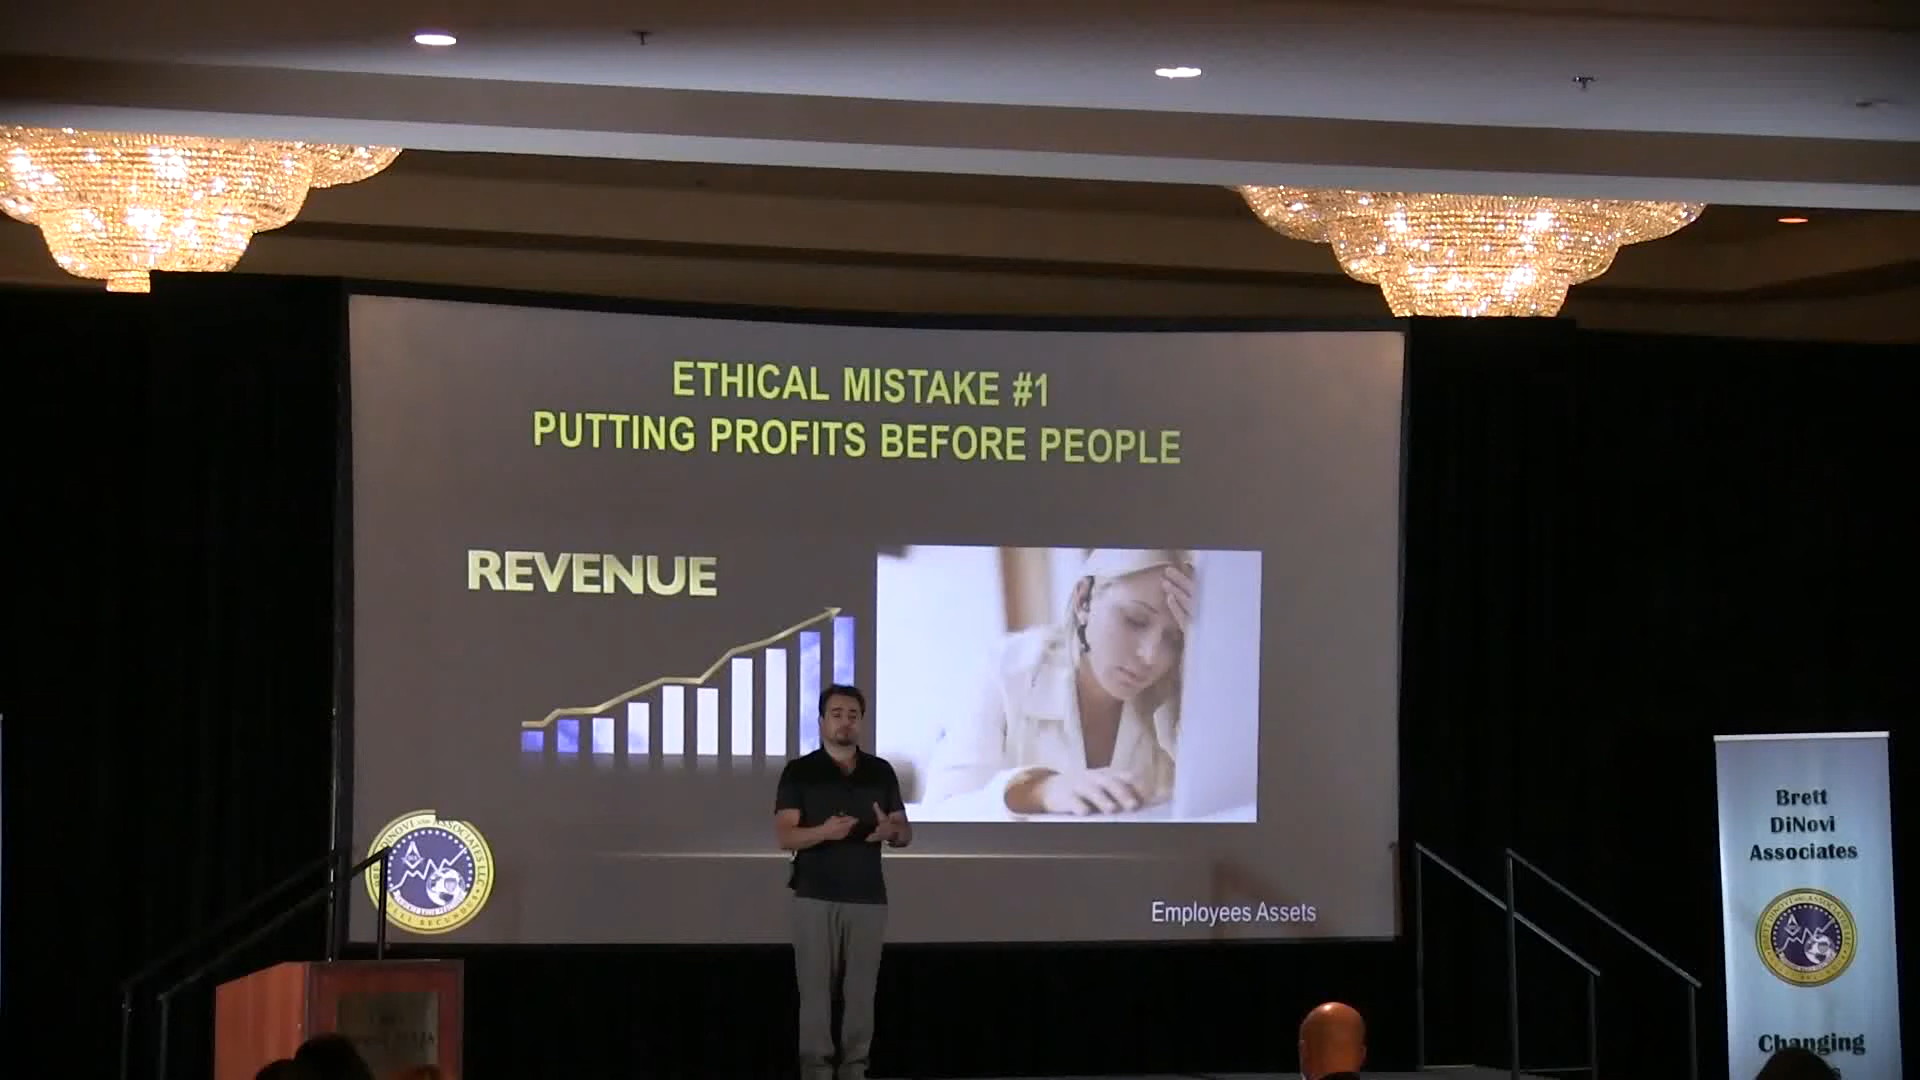 ETHICAL MISTAKE #1
PUTTING PROFITS BEFORE PEOPLE
REVENUE
Employees Assets
Brett
DiNovi
Associates
Changing